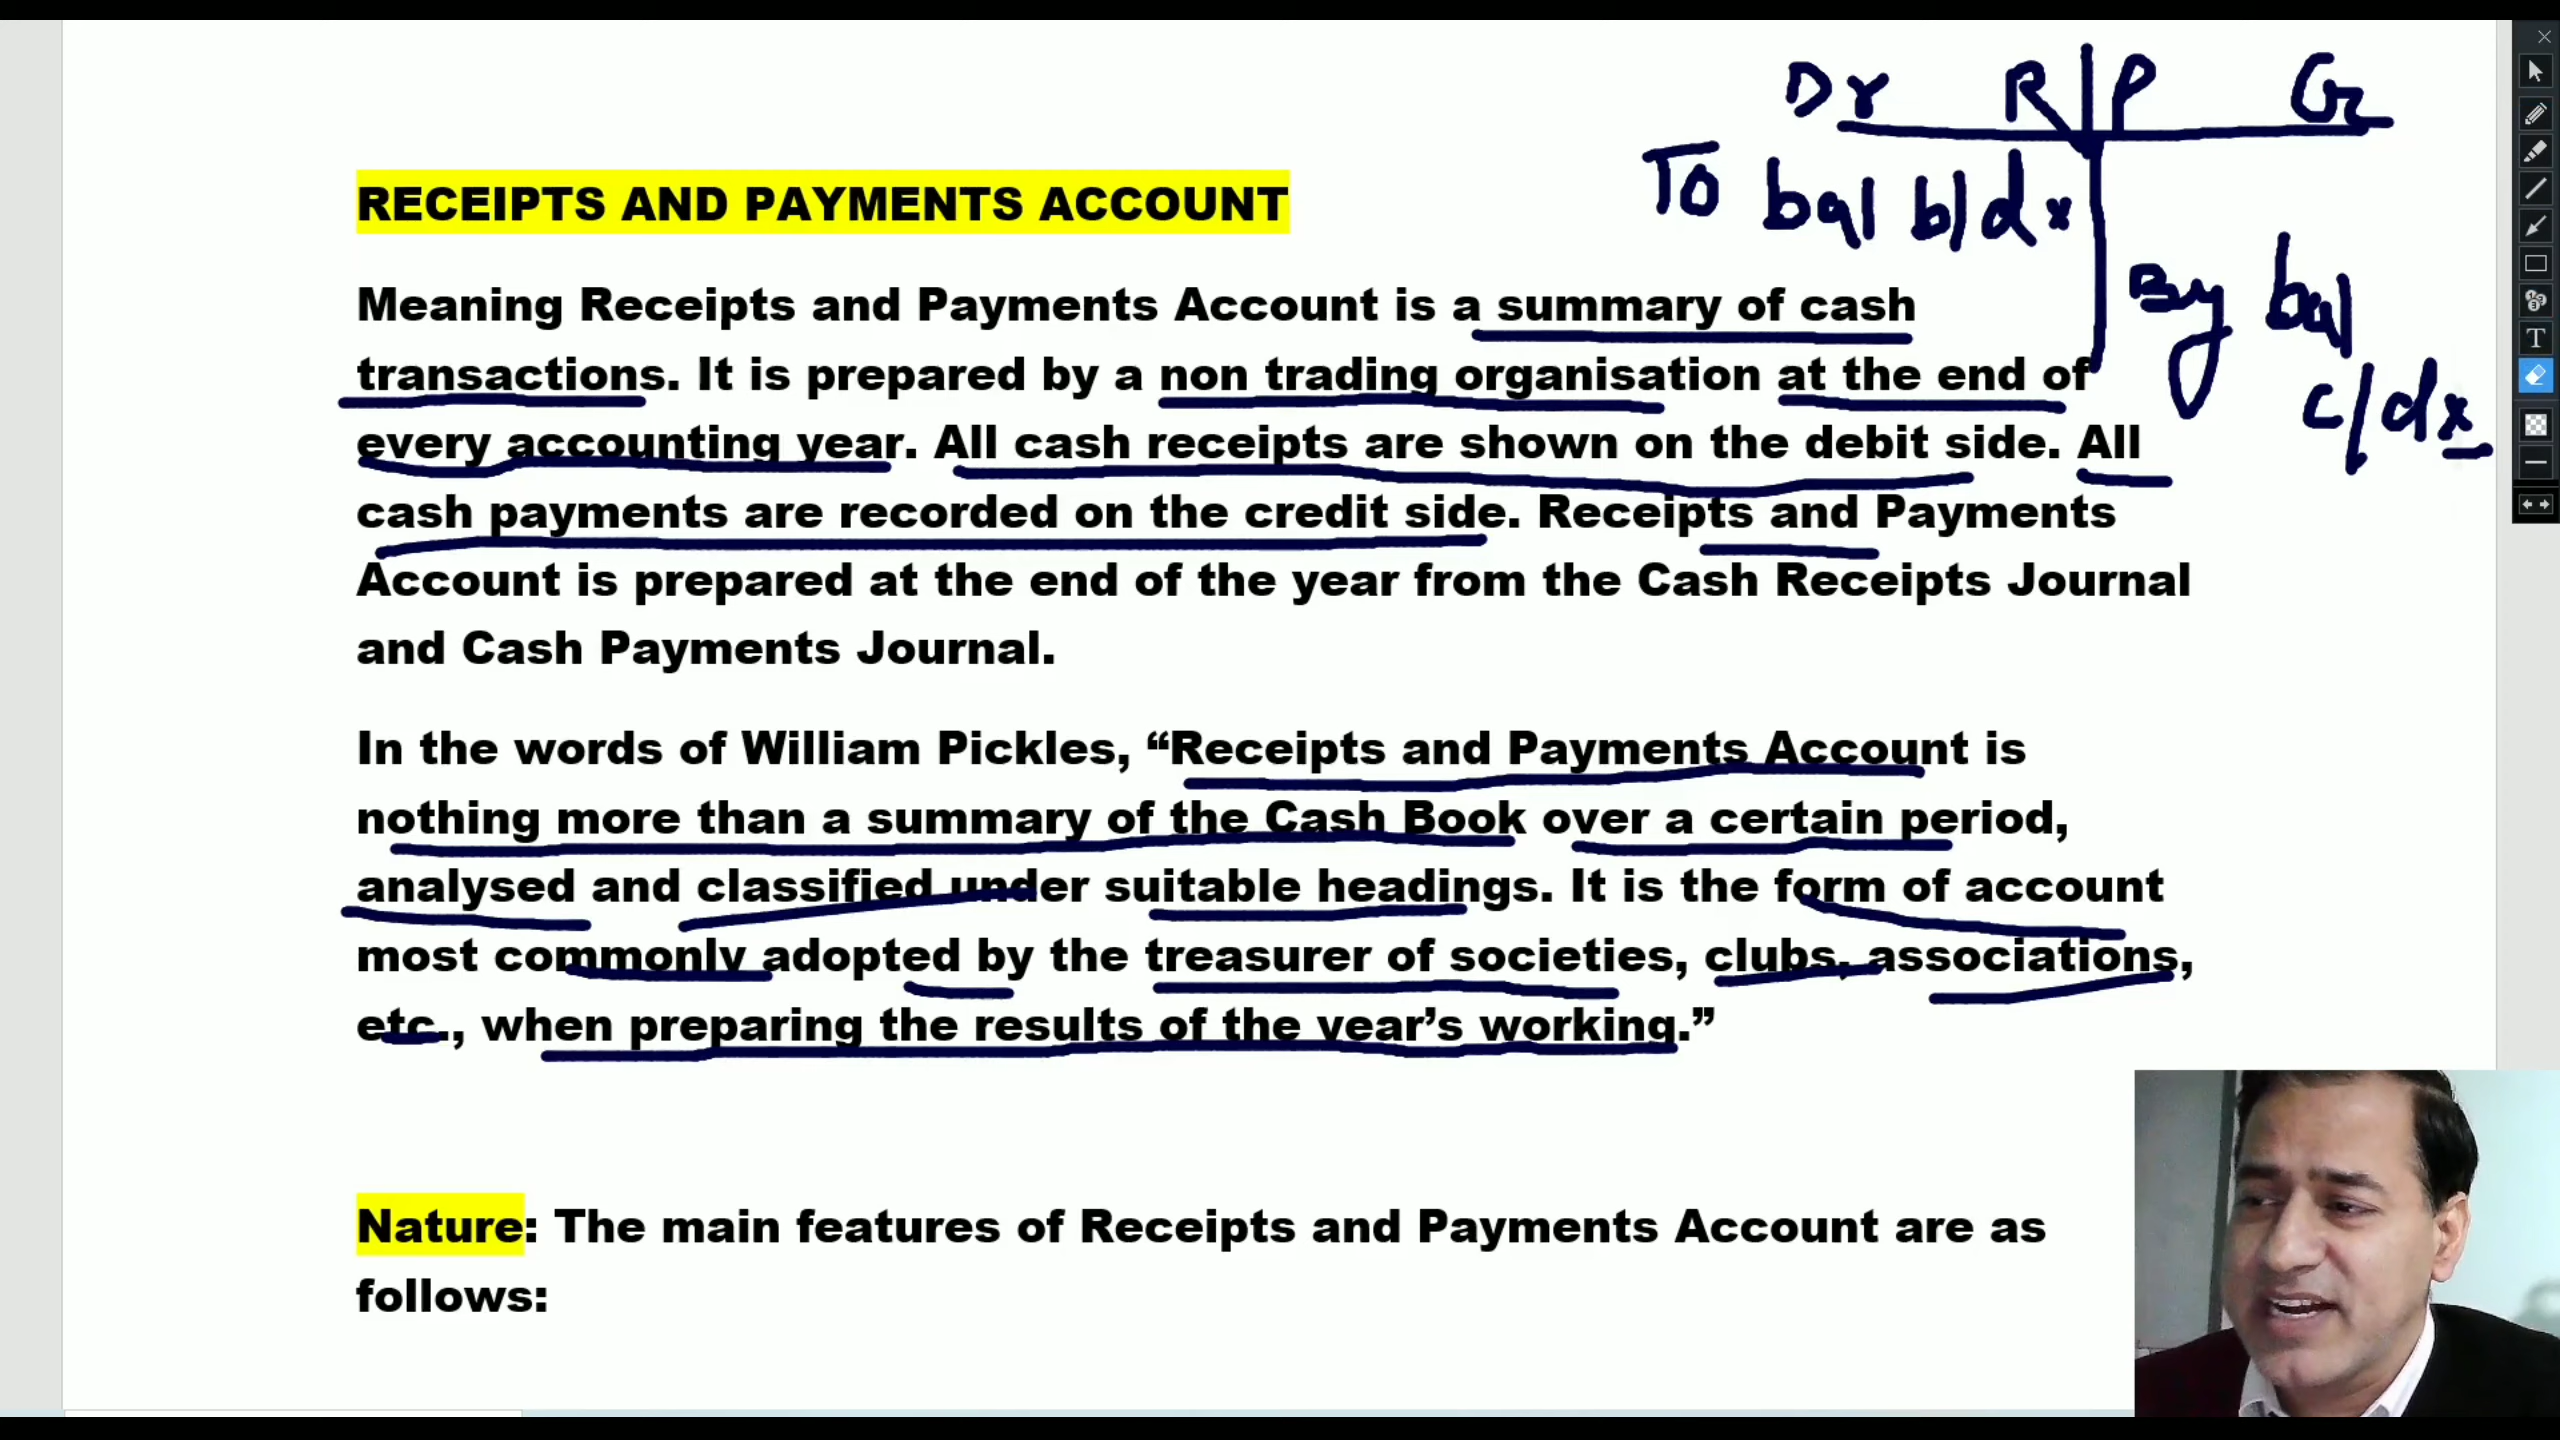 Dr R P Cr
To bal b/d x
By bal
c/d x
RECEIPTS AND PAYMENTS ACCOUNT
Meaning Receipts and Payments Account is a summary of cash
transactions. It is prepared by a non trading organisation at the end of
every accounting year. All cash receipts are shown on the debit side. All
cash payments are recorded on the credit side. Receipts and Payments
Account is prepared at the end of the year from the Cash Receipts Journal
and Cash Payments Journal.
In the words of William Pickles, “Receipts and Payments Account is
nothing more than a summary of the Cash Book over a certain period,
analysed and classified under suitable headings. It is the form of account
most commonly adopted by the treasurer of societies, clubs, associations,
etc., when preparing the results of the year’s working.”
Nature: The main features of Receipts and Payments Account are as
follows: